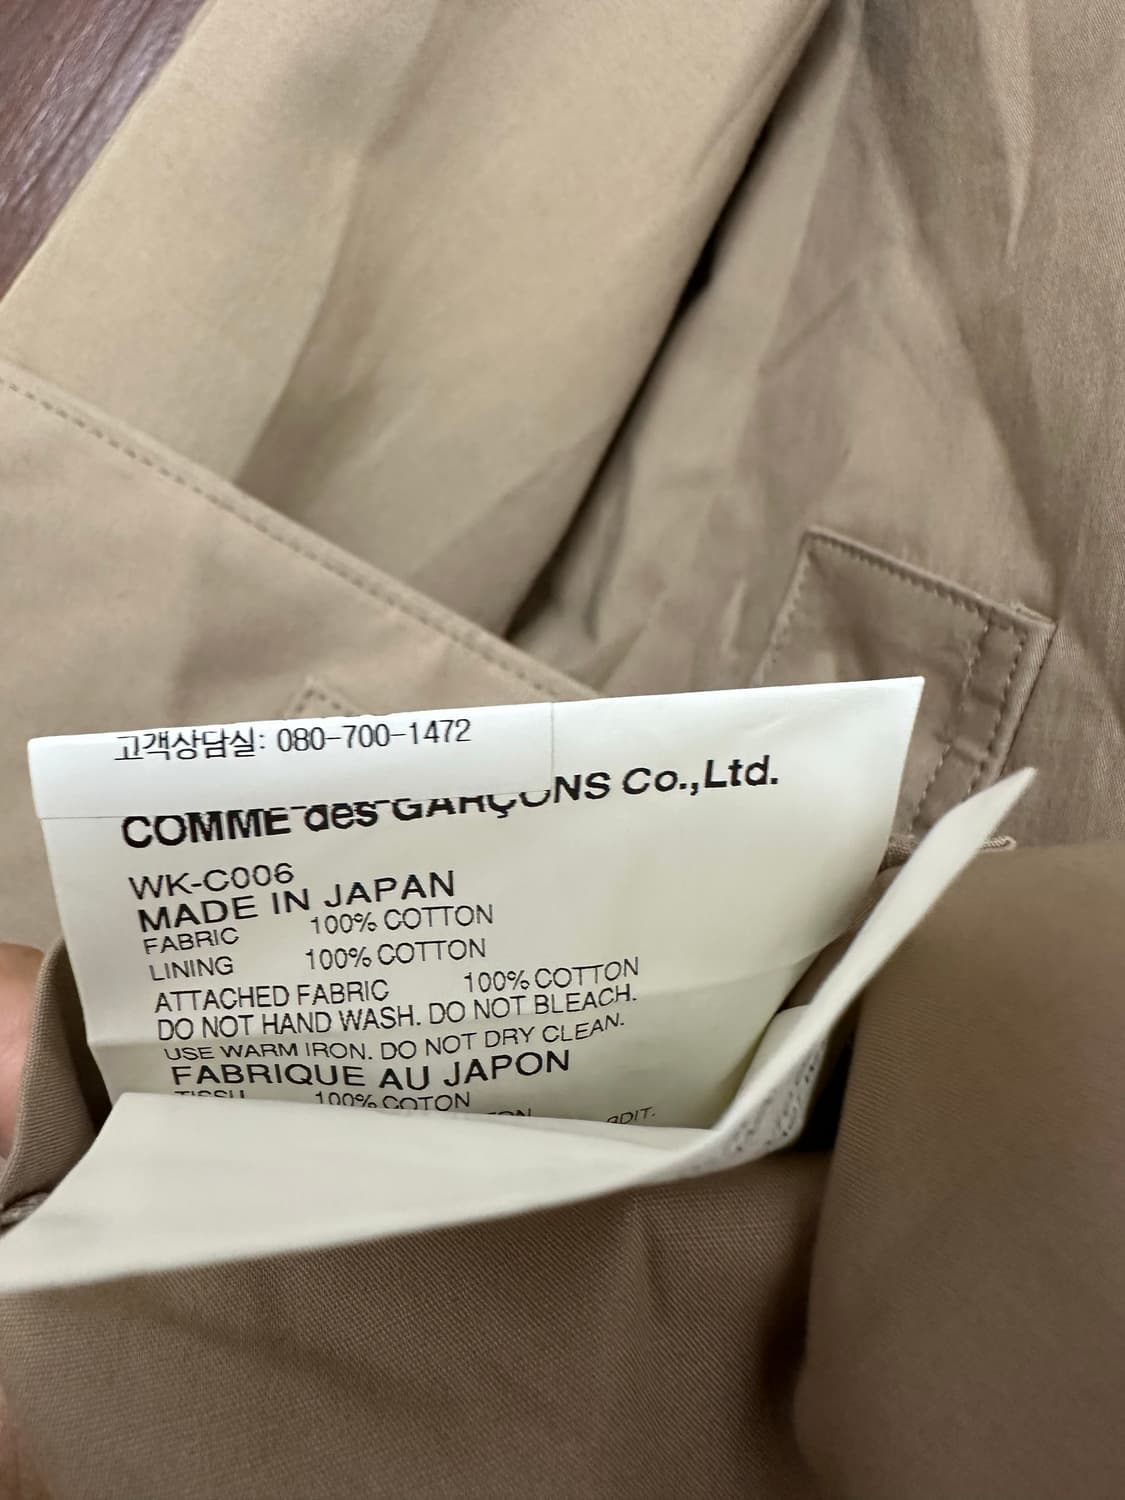 고객상담실: 080-700-1472
COMME des GARÇONS Co.,Ltd.
WK-C006
MADE IN JAPAN
FABRIC 100% COTTON
LINING 100% COTTON
ATTACHED FABRIC 100% COTTON
DO NOT HAND WASH. DO NOT BLEACH.
USE WARM IRON. DO NOT DRY CLEAN.
FABRIQUE AU JAPON
TISSU 100% COTON